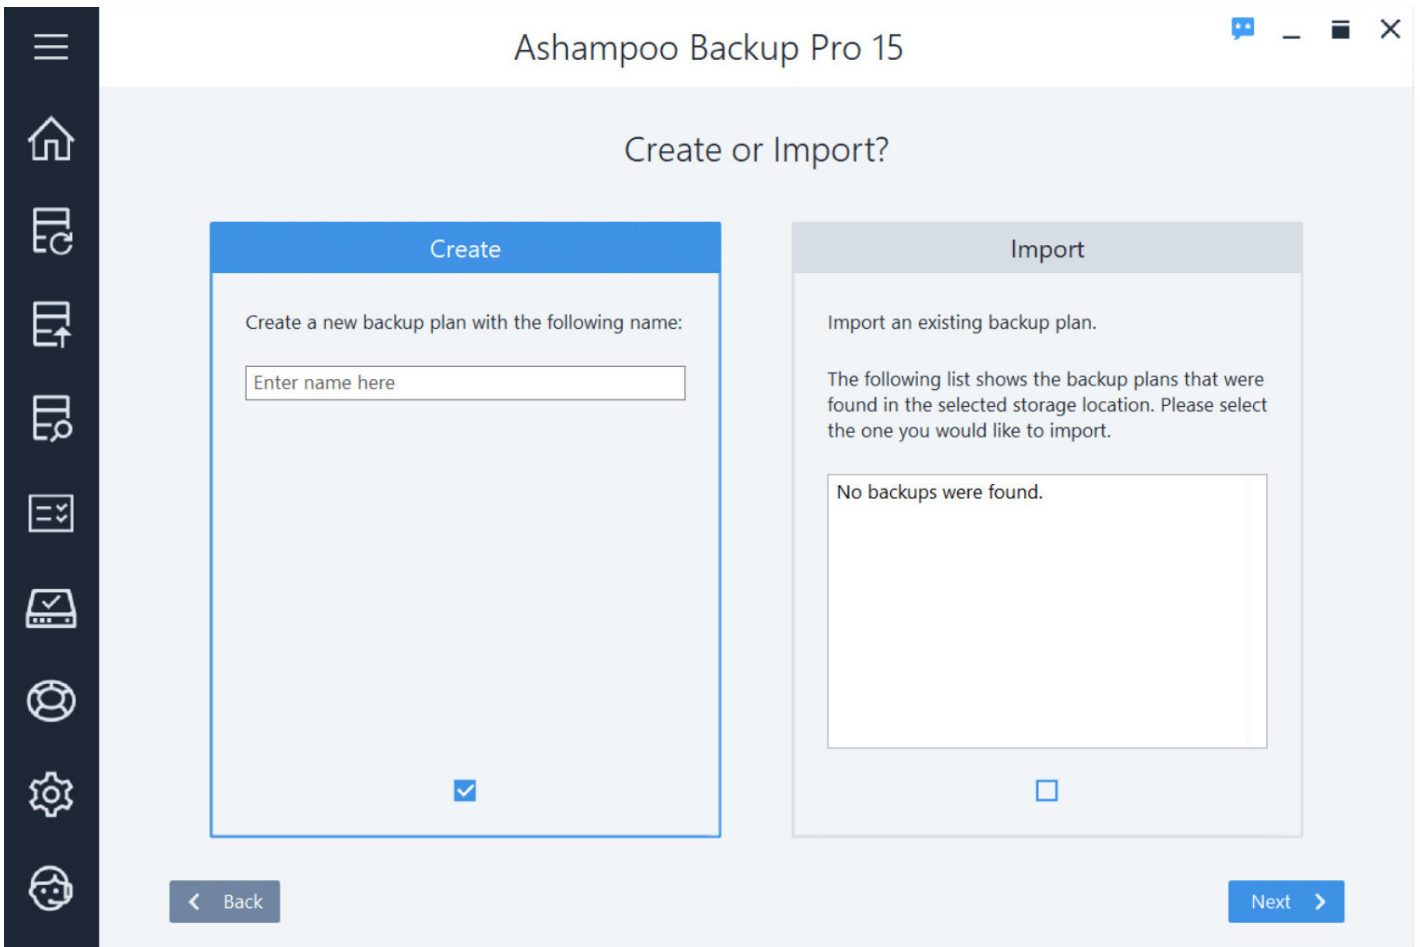 Ashampoo Backup Pro 15
Create or Import?
Create
Create a new backup plan with the following name:
Enter name here
Import
Import an existing backup plan.
The following list shows the backup plans that were
found in the selected storage location. Please select
the one you would like to import.
No backups were found.
Back
Next